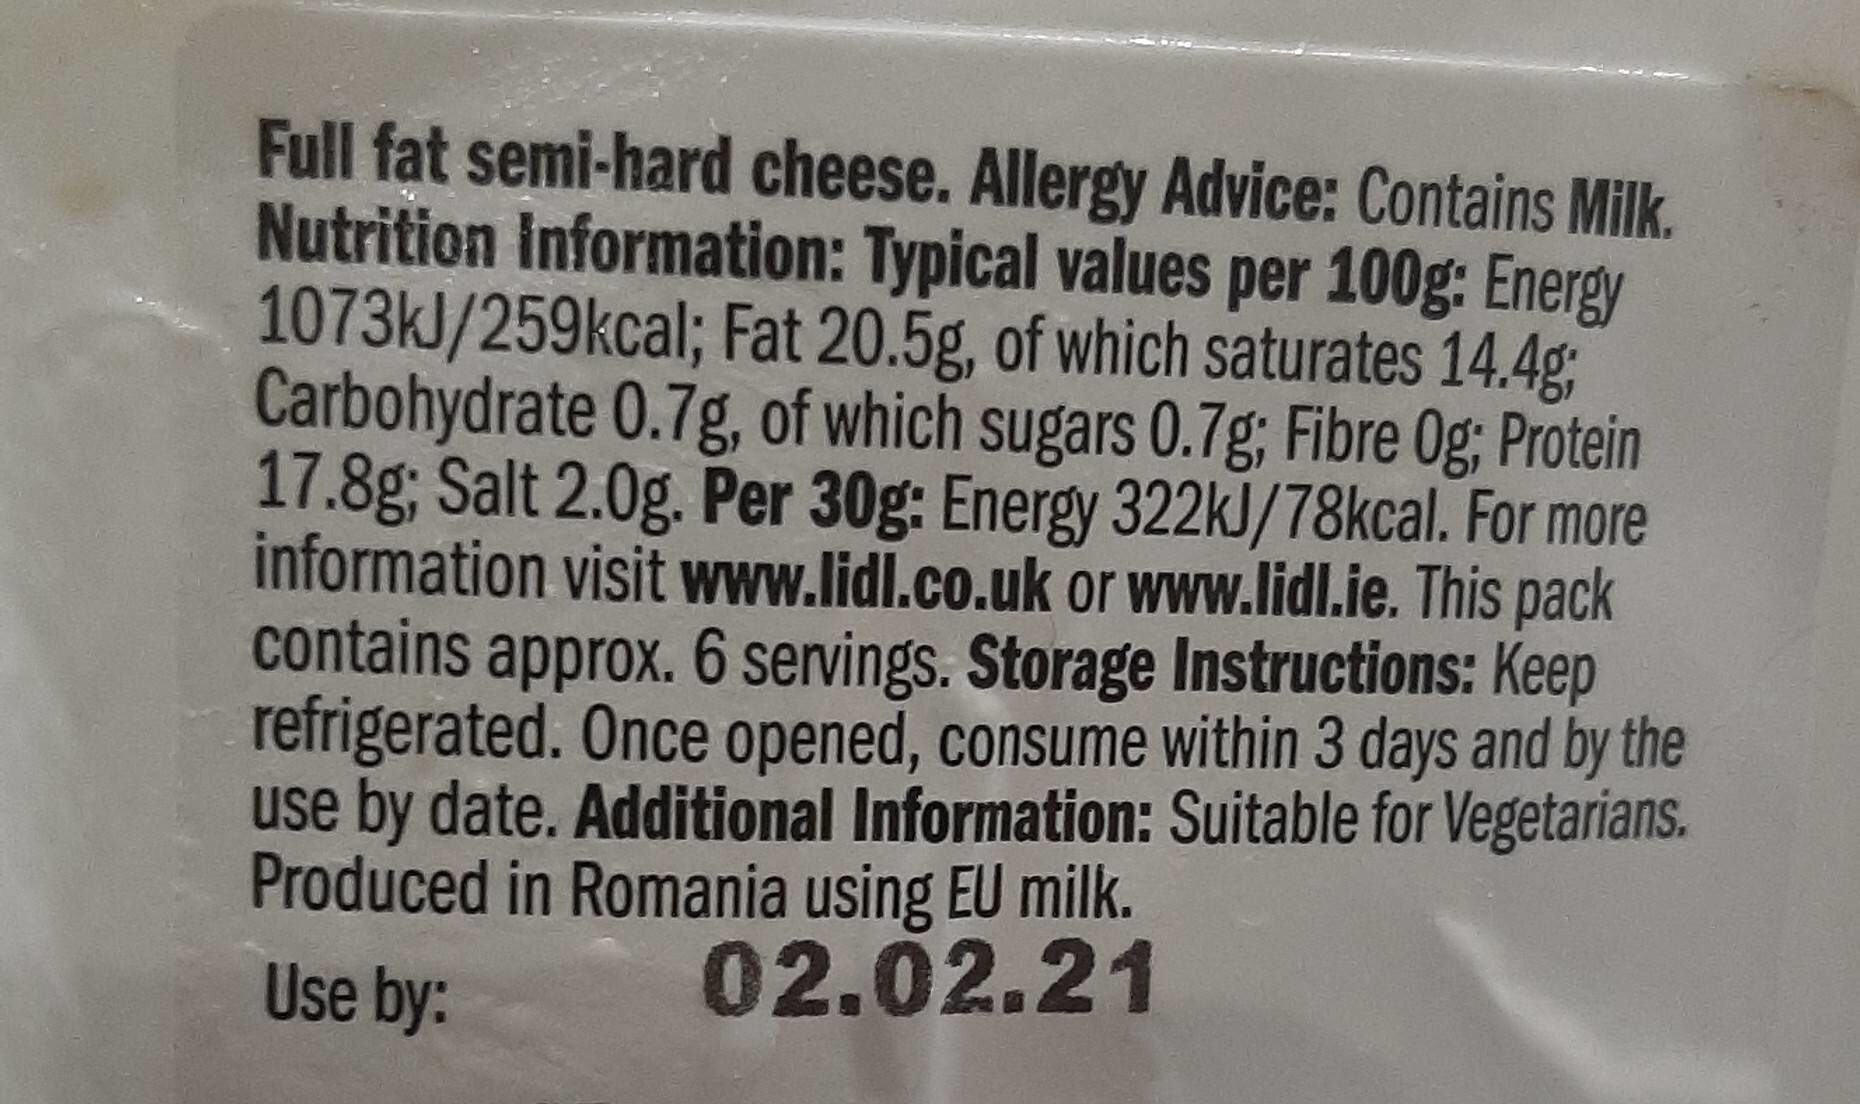 Full fat semi-hard cheese. Allergy Advice: Contains Milk.
Nutrition Information: Typical values per 100g: Energy
1073kJ/259kcal; Fat 20.5g, of which saturates 14.4g;
Carbohydrate 0.7g, of which sugars 0.7g; Fibre 0g; Protein
17.8g; Salt 2.0g. Per 30g: Energy 322kJ/78kcal. For more
information visit www.lidl.co.uk or www.lidl.ie. This pack
contains approx. 6 servings. Storage Instructions: Keep
refrigerated. Once opened, consume within 3 days and by the
use by date. Additional Information: Suitable for Vegetarians.
Produced in Romania using EU milk.
Use by: 02.02.21